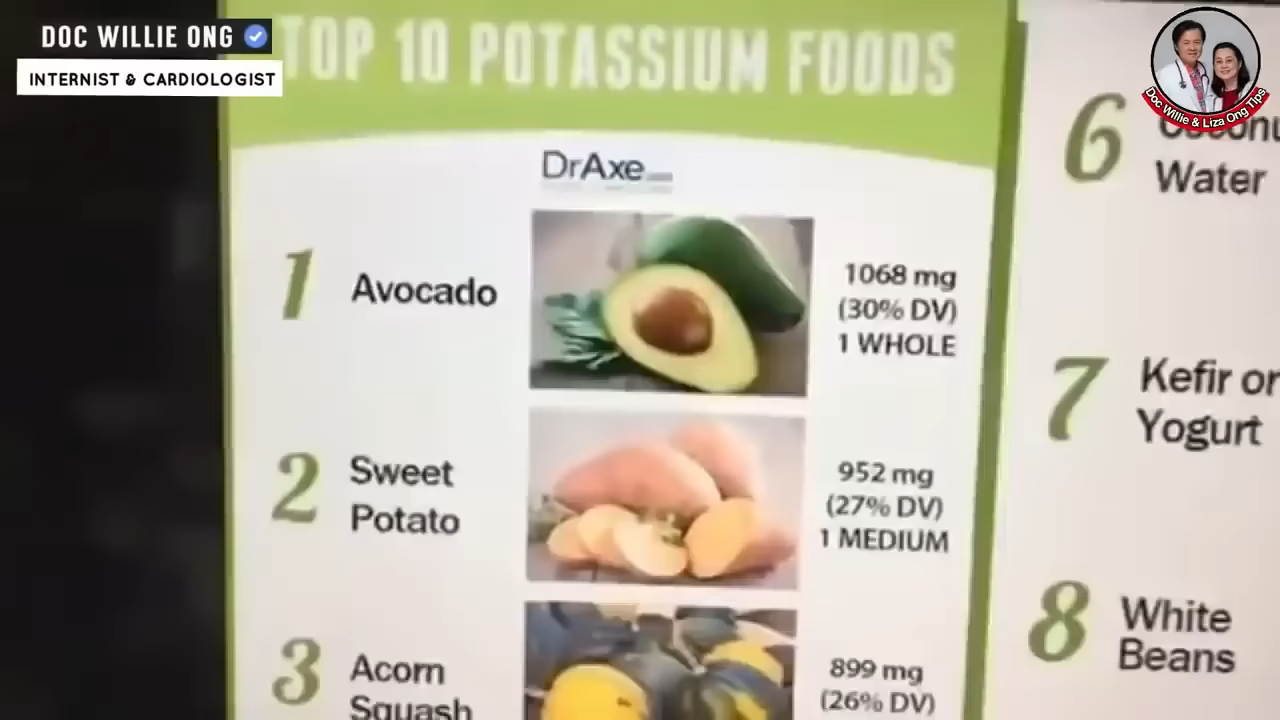 DOC WILLIE ONG
INTERNIST & CARDIOLOGIST
Doc Willie & Liza Ong Tips
TOP 10 POTASSIUM FOODS
DrAxe
1
Avocado
1068 mg
(30% DV)
1 WHOLE
2
Sweet
Potato
952 mg
(27% DV)
1 MEDIUM
3
Acorn
Squash
899 mg
(26% DV)
6
Water
7
Kefir or
Yogurt
8
White
Beans